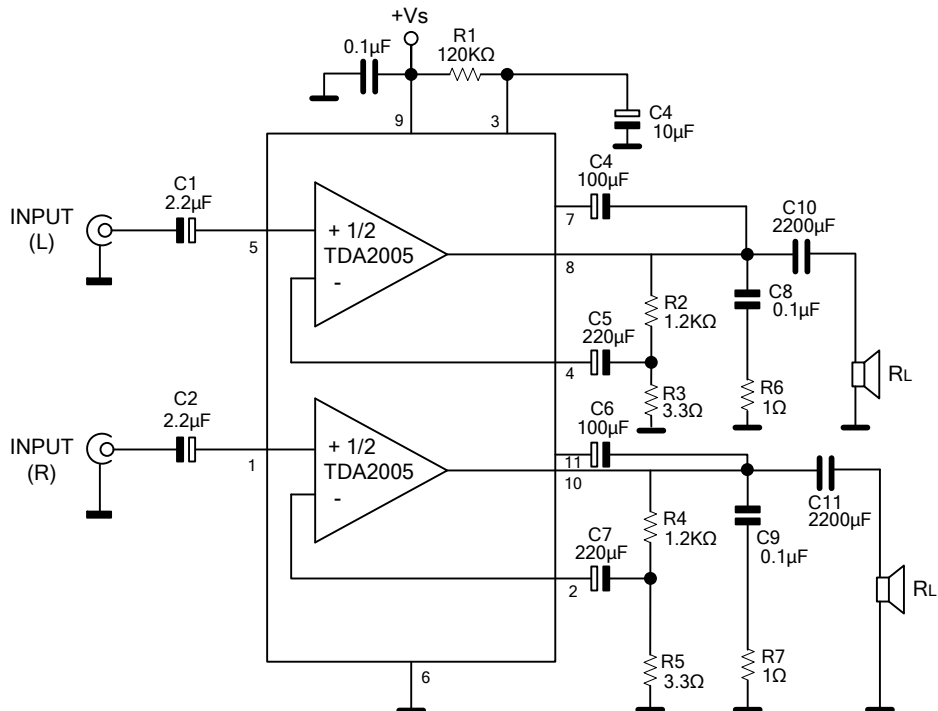 +Vs
0.1µF
R1
120KΩ
9
3
C4
10µF
C4
100µF
7
C1
2.2µF
INPUT
(L)
5
+ 1/2
TDA2005
-
8
C10
2200µF
R2
1.2KΩ
C8
0.1µF
C5
220µF
4
R3
3.3Ω
R6
1Ω
RL
C2
2.2µF
INPUT
(R)
1
+ 1/2
TDA2005
-
C6
100µF
11
10
C11
2200µF
R4
1.2KΩ
C9
0.1µF
C7
220µF
2
RL
R5
3.3Ω
R7
1Ω
6